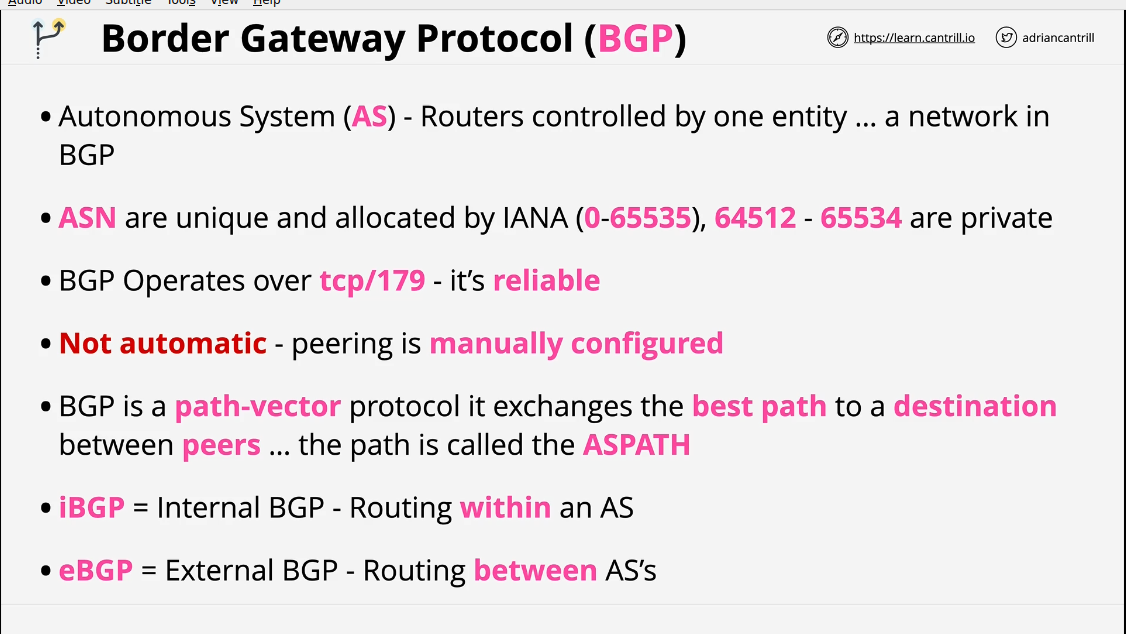 Audio Video Subtitle Tools View Help
Border Gateway Protocol (BGP)
https://learn.cantrill.io
adriancantrill
• Autonomous System (AS) - Routers controlled by one entity ... a network in
BGP
• ASN are unique and allocated by IANA (0-65535), 64512 - 65534 are private
• BGP Operates over tcp/179 - it’s reliable
• Not automatic - peering is manually configured
• BGP is a path-vector protocol it exchanges the best path to a destination
between peers ... the path is called the ASPATH
• iBGP = Internal BGP - Routing within an AS
• eBGP = External BGP - Routing between AS’s